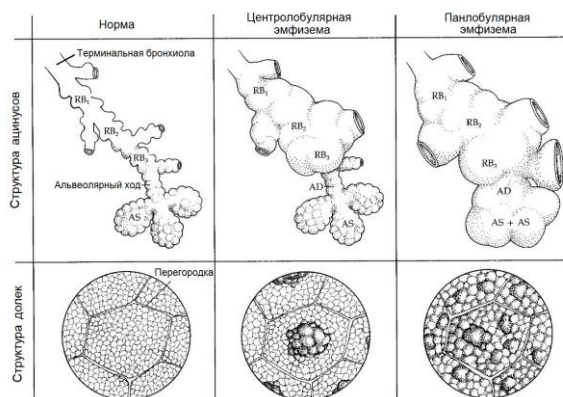 Норма
Центролобулярная
эмфизема
Панлобулярная
эмфизема
Структура ацинусов
Терминальная бронхиола
RB₁
RB₂
RB₃
Альвеолярный ход
AS
RB₁
RB₂
RB₃
AD
AS
RB₁
RB₂
RB₃
AD
AS + AS
Структура долек
Перегородка